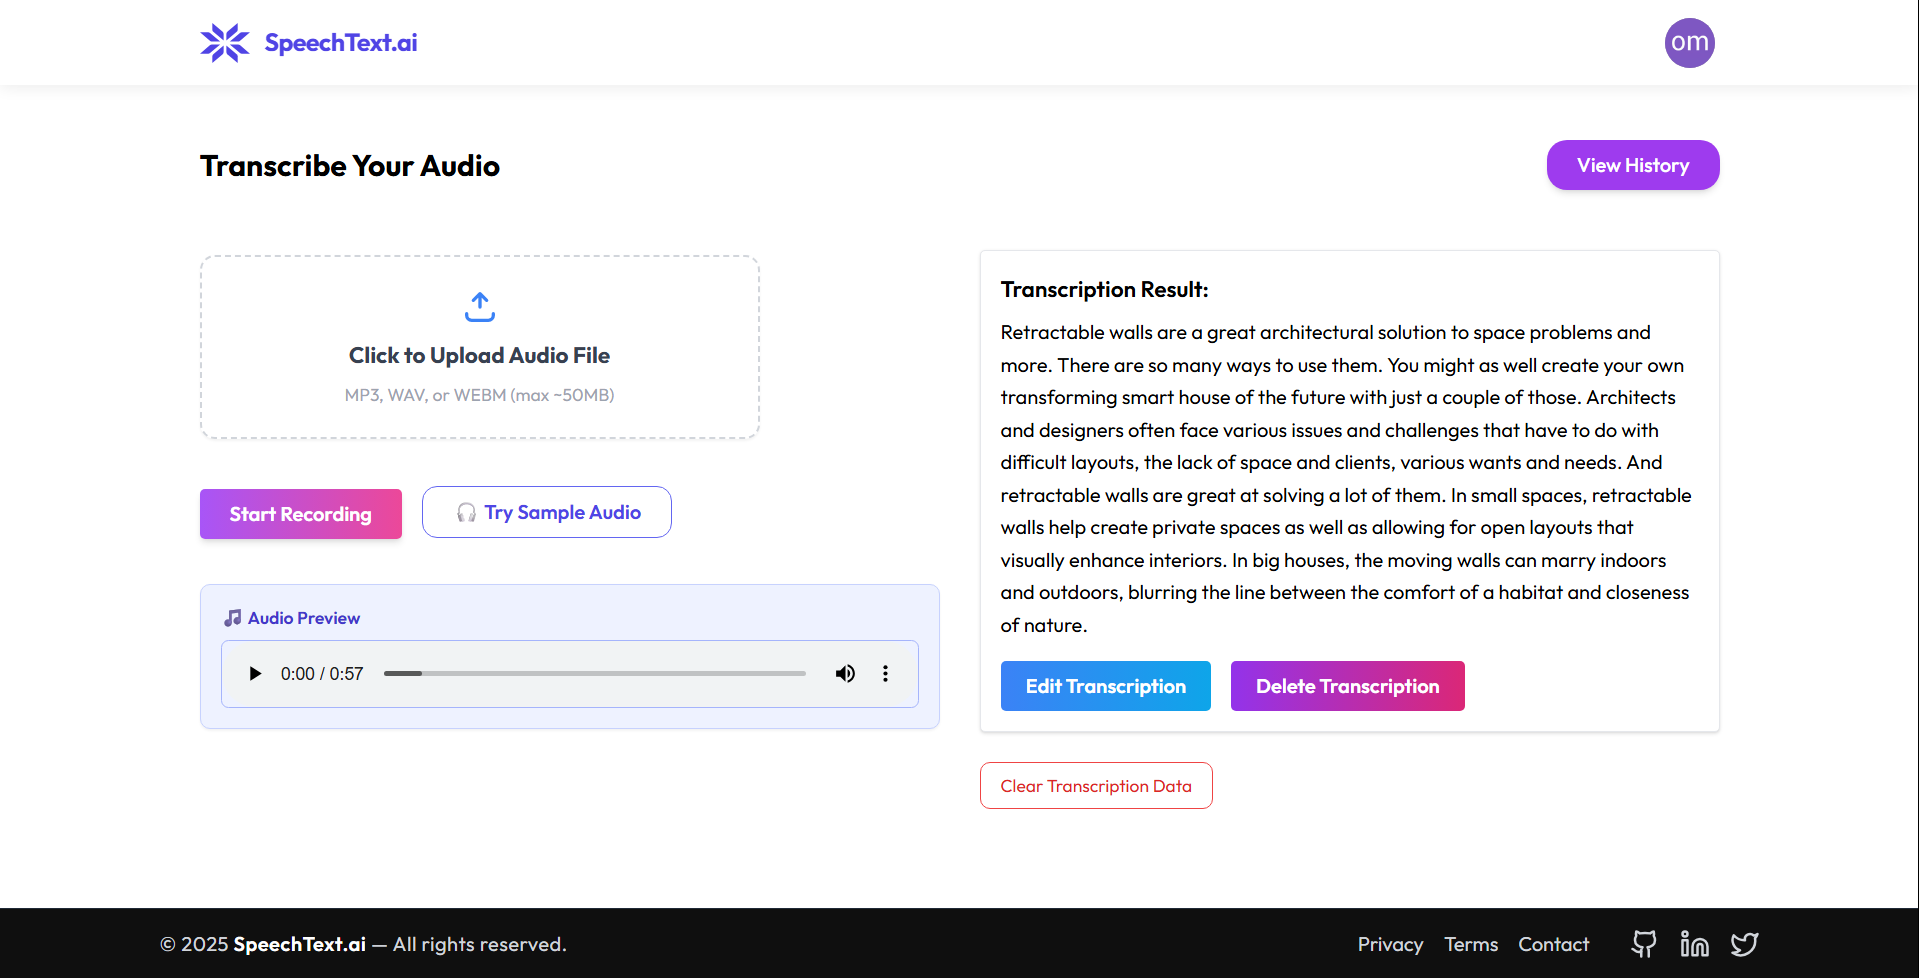 SpeechText.ai
om
Transcribe Your Audio
View History
Click to Upload Audio File
MP3, WAV, or WEBM (max ~50MB)
Start Recording
🎧 Try Sample Audio
🎵 Audio Preview
0:00 / 0:57
Transcription Result:
Retractable walls are a great architectural solution to space problems and
more. There are so many ways to use them. You might as well create your own
transforming smart house of the future with just a couple of those. Architects
and designers often face various issues and challenges that have to do with
difficult layouts, the lack of space and clients, various wants and needs. And
retractable walls are great at solving a lot of them. In small spaces, retractable
walls help create private spaces as well as allowing for open layouts that
visually enhance interiors. In big houses, the moving walls can marry indoors
and outdoors, blurring the line between the comfort of a habitat and closeness
of nature.
Edit Transcription
Delete Transcription
Clear Transcription Data
© 2025 SpeechText.ai — All rights reserved.
Privacy Terms Contact